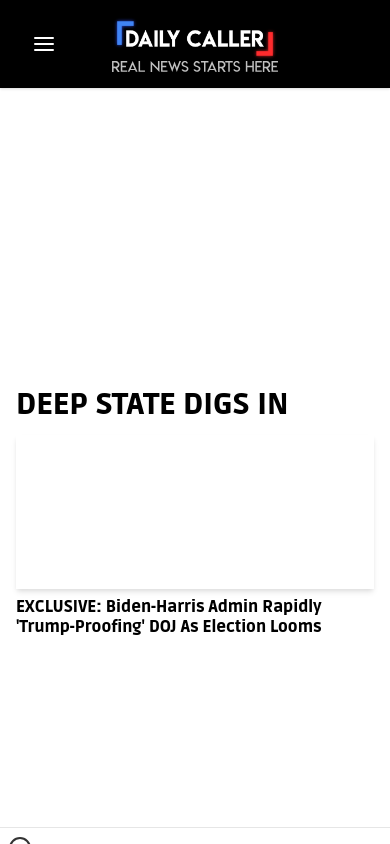 DAILY CALLER
REAL NEWS STARTS HERE
DEEP STATE DIGS IN
EXCLUSIVE: Biden-Harris Admin Rapidly
'Trump-Proofing' DOJ As Election Looms